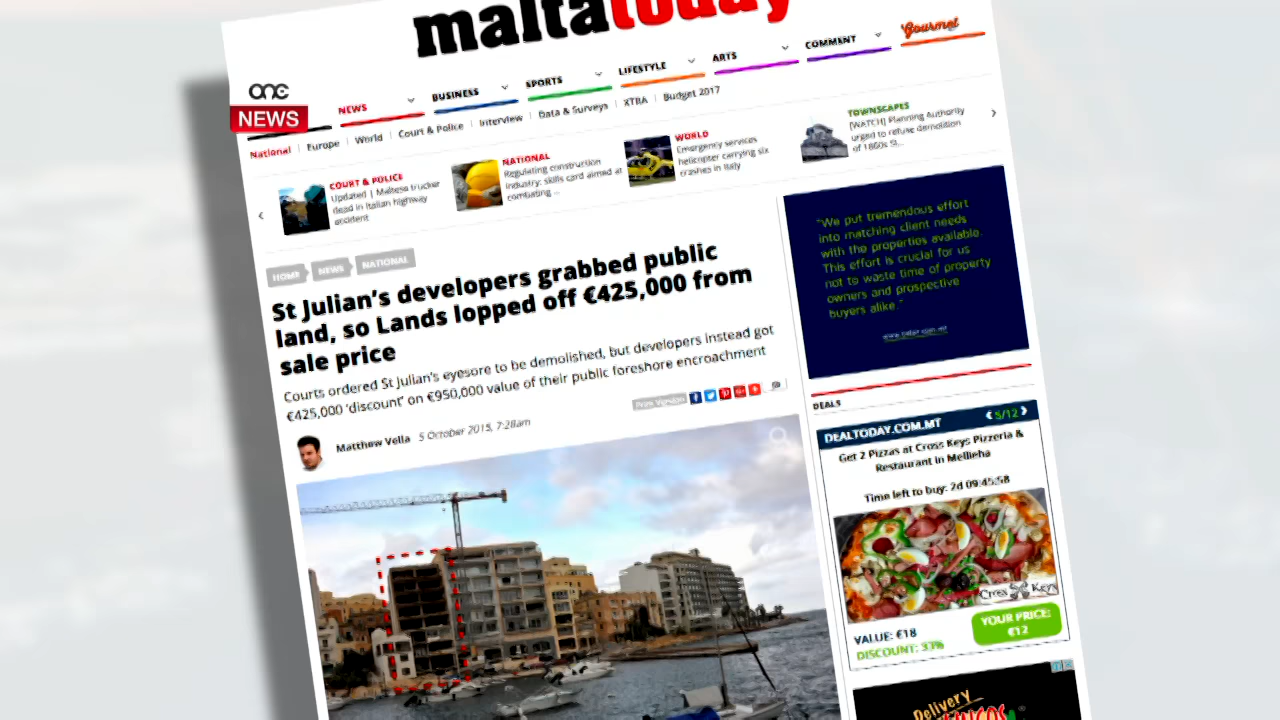 maltatoday
one
NEWS
NEWS
BUSINESS
SPORTS
LIFESTYLE
ARTS
COMMENT
Gourmet
National
Europe
World
Court & Police
Interview
Data & Surveys
XTRA
Budget 2017
COURT & POLICE
Updated | Maltese trucker
dead in Italian highway
accident
NATIONAL
Regulating construction
industry: skills card aimed at
combating ...
WORLD
Emergency services
helicopter carrying six
crashes in Italy
TOWNSCAPES
[WATCH] Planning Authority
urged to refuse demolition
of 1860s Sl...
HOME
NEWS
NATIONAL
St Julian's developers grabbed public
land, so Lands lopped off €425,000 from
sale price
Courts ordered St Julian's eyesore to be demolished, but developers instead got
€425,000 'discount' on €950,000 value of their public foreshore encroachment
Print Version
Matthew Vella 5 October 2015, 7:28am
"We put tremendous effort
into matching client needs
with the properties available.
This effort is crucial for us
not to waste time of property
owners and prospective
buyers alike."
DEALS
DEALTODAY.COM.MT
€ 5/12
Get 2 Pizzas at Cross Keys Pizzeria &
Restaurant in Mellieha
Time left to buy: 2d 09:45:58
Cross Keys
VALUE: €18
DISCOUNT: 33%
YOUR PRICE:
€12
Delivery